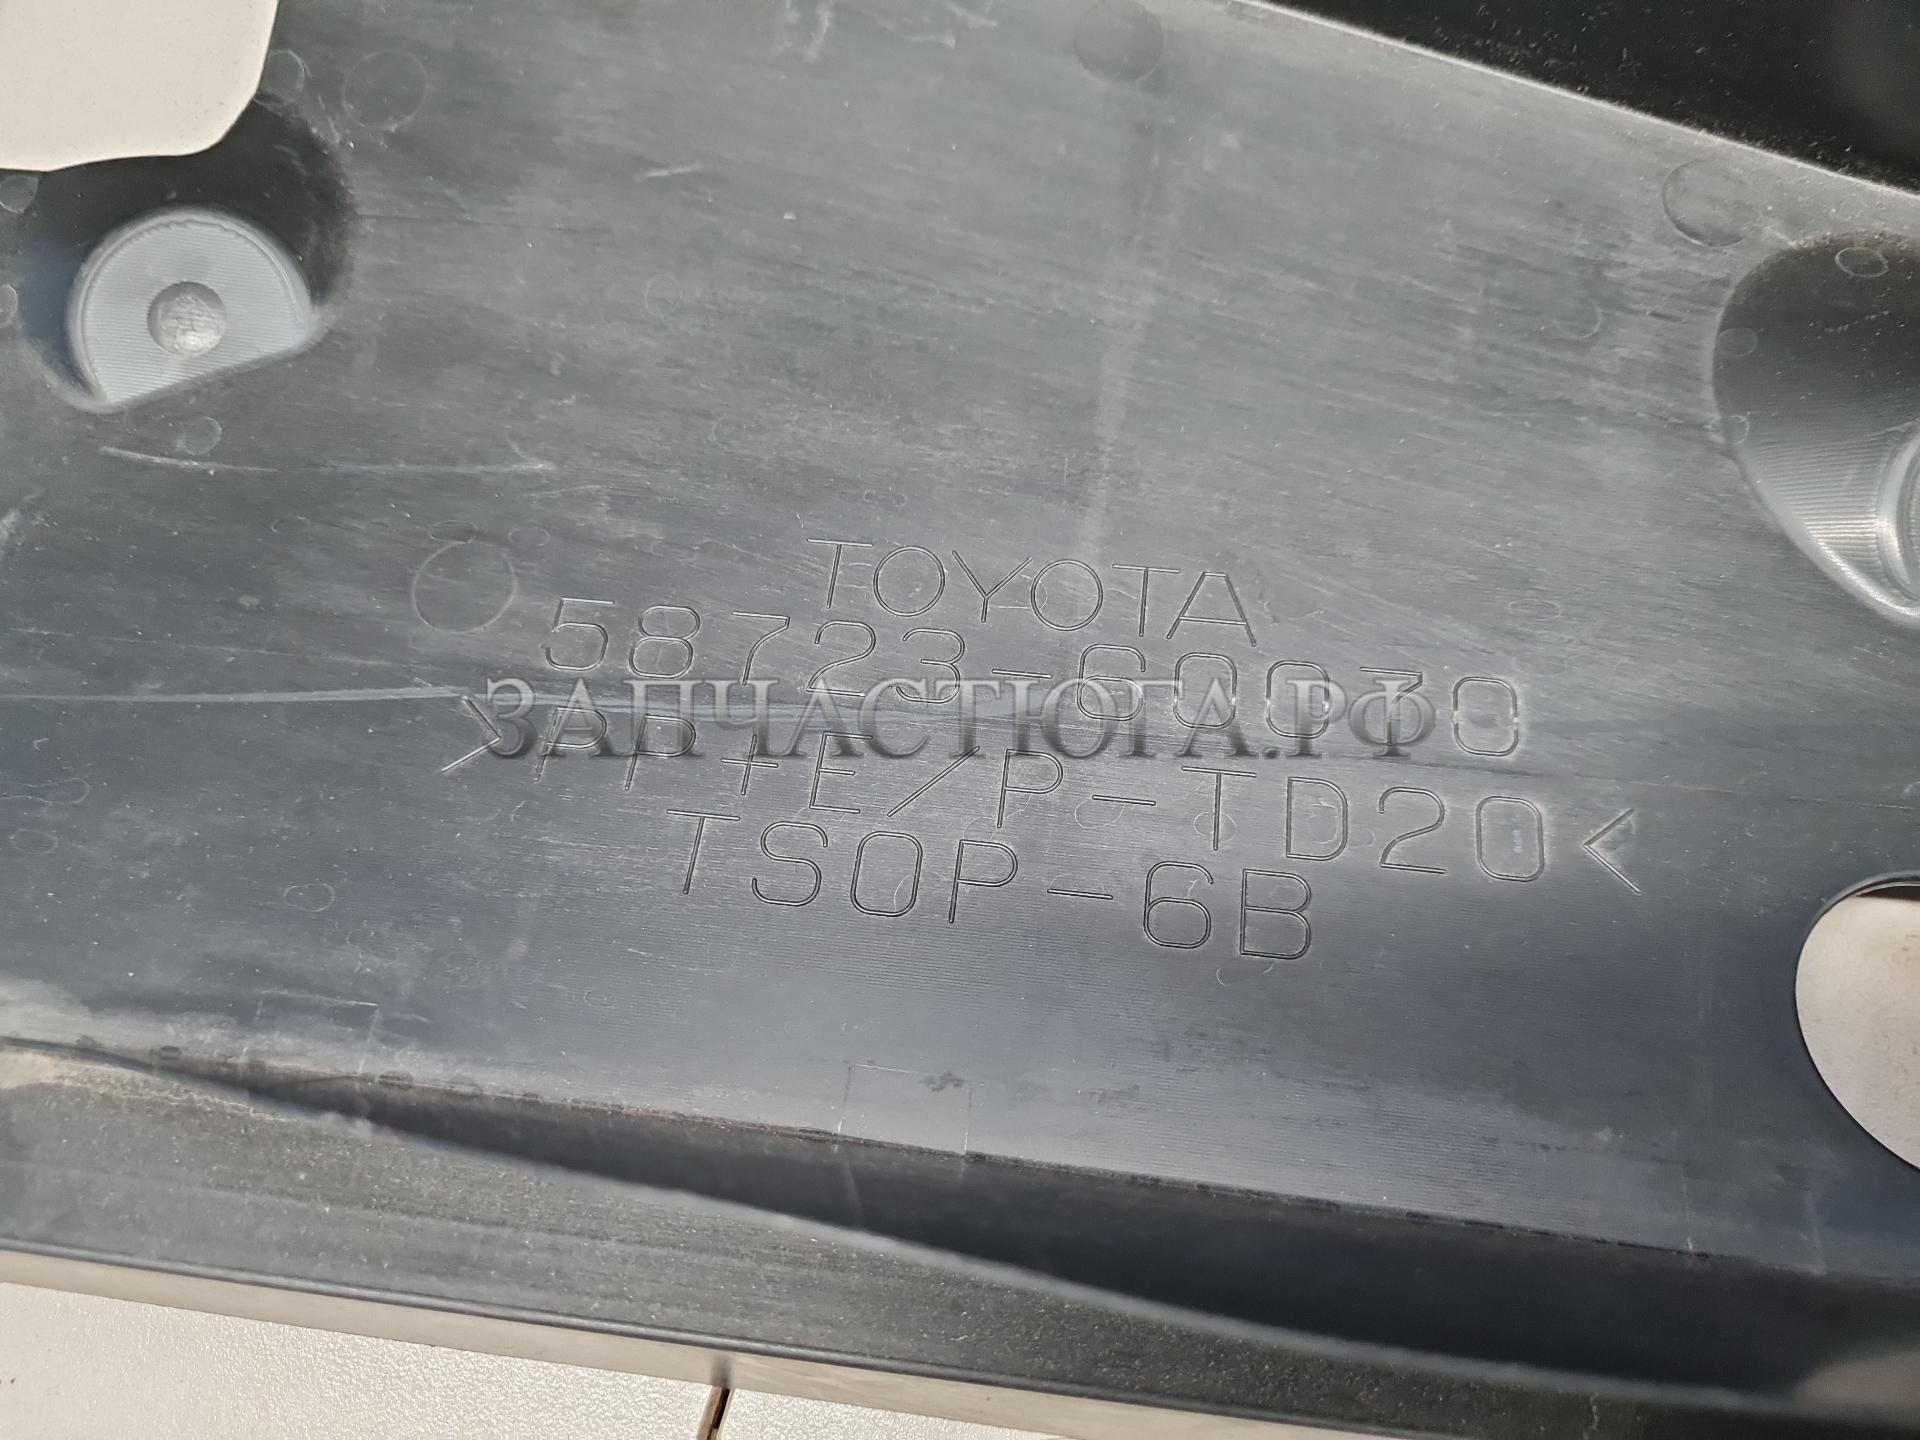 TOYOTA
58723-60070
ЗАПЧАСТЮГА.РФ
>PP+E/P-TD20<
TSOP-6B